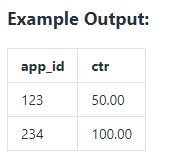 Example Output:
app_id ctr
123 50.00
234 100.00